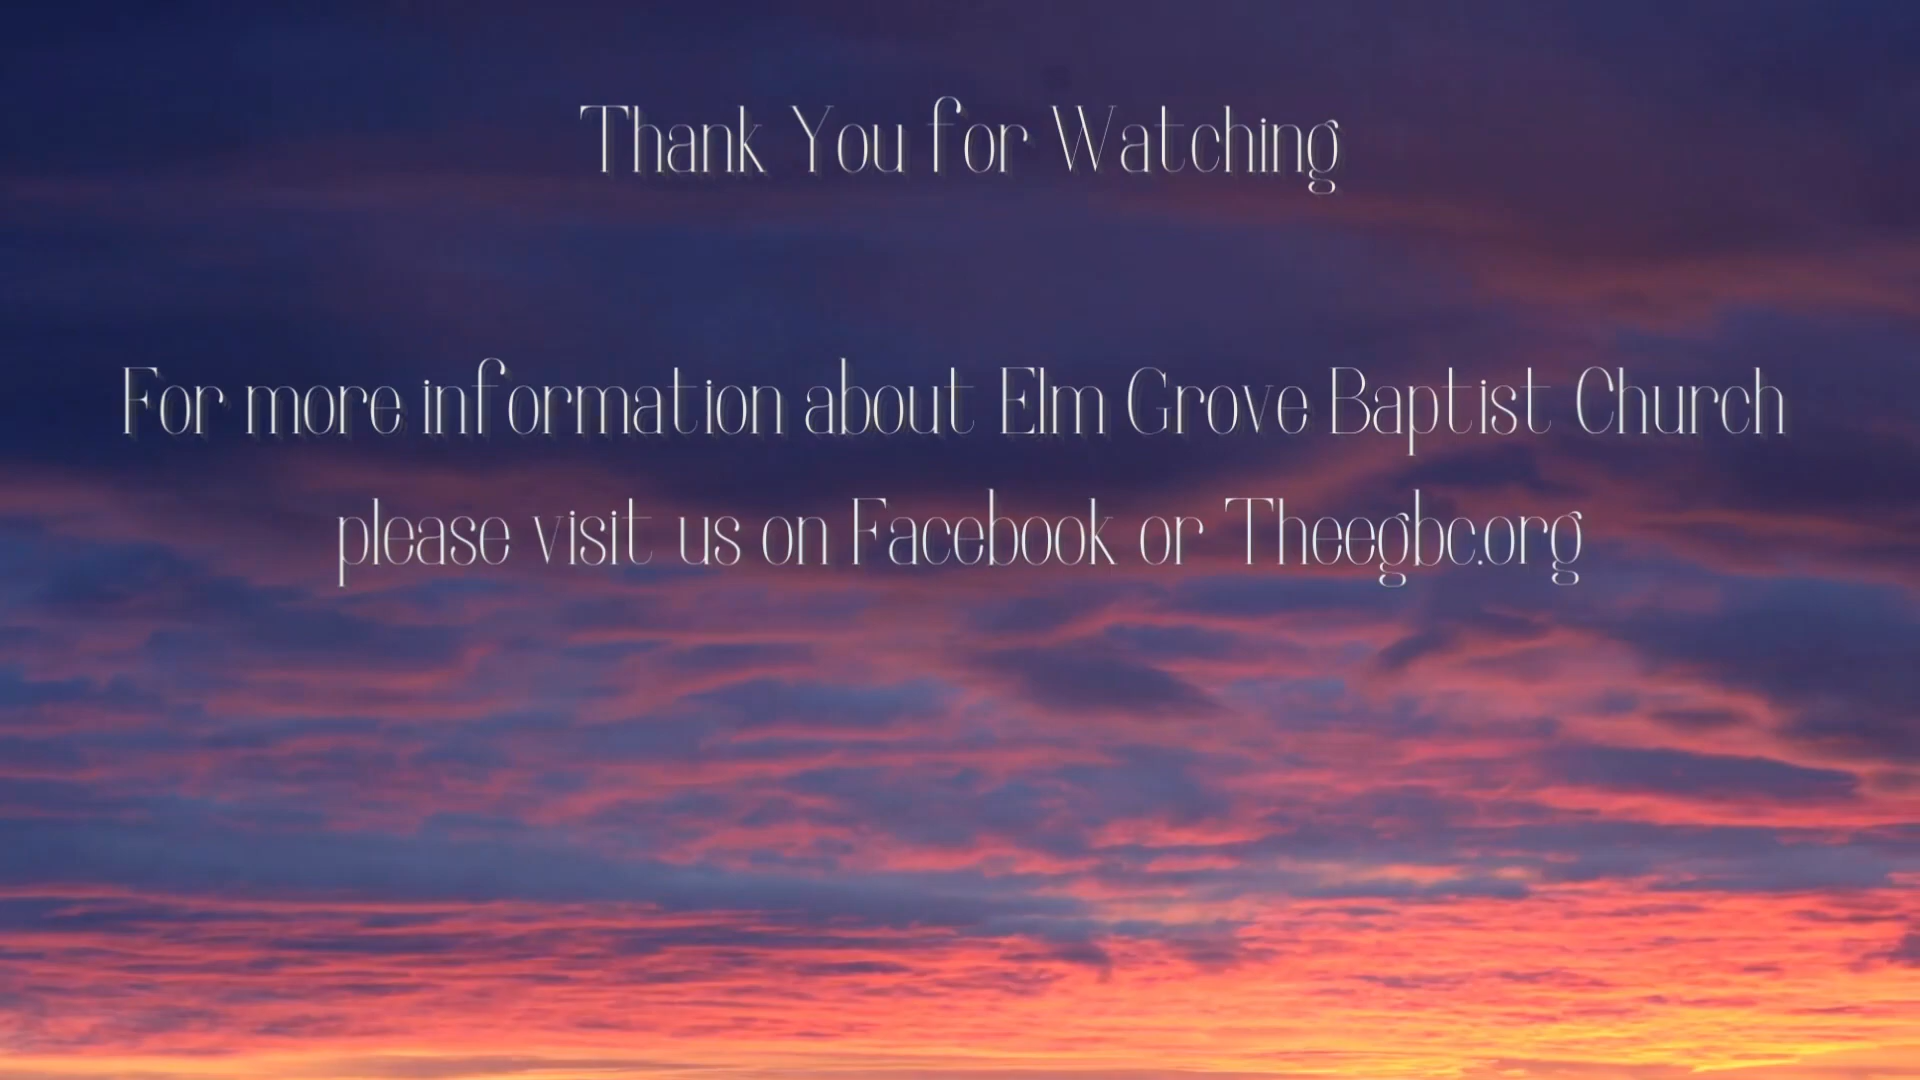 Thank You for Watching
For more information about Elm Grove Baptist Church
please visit us on Facebook or Theegbc.org